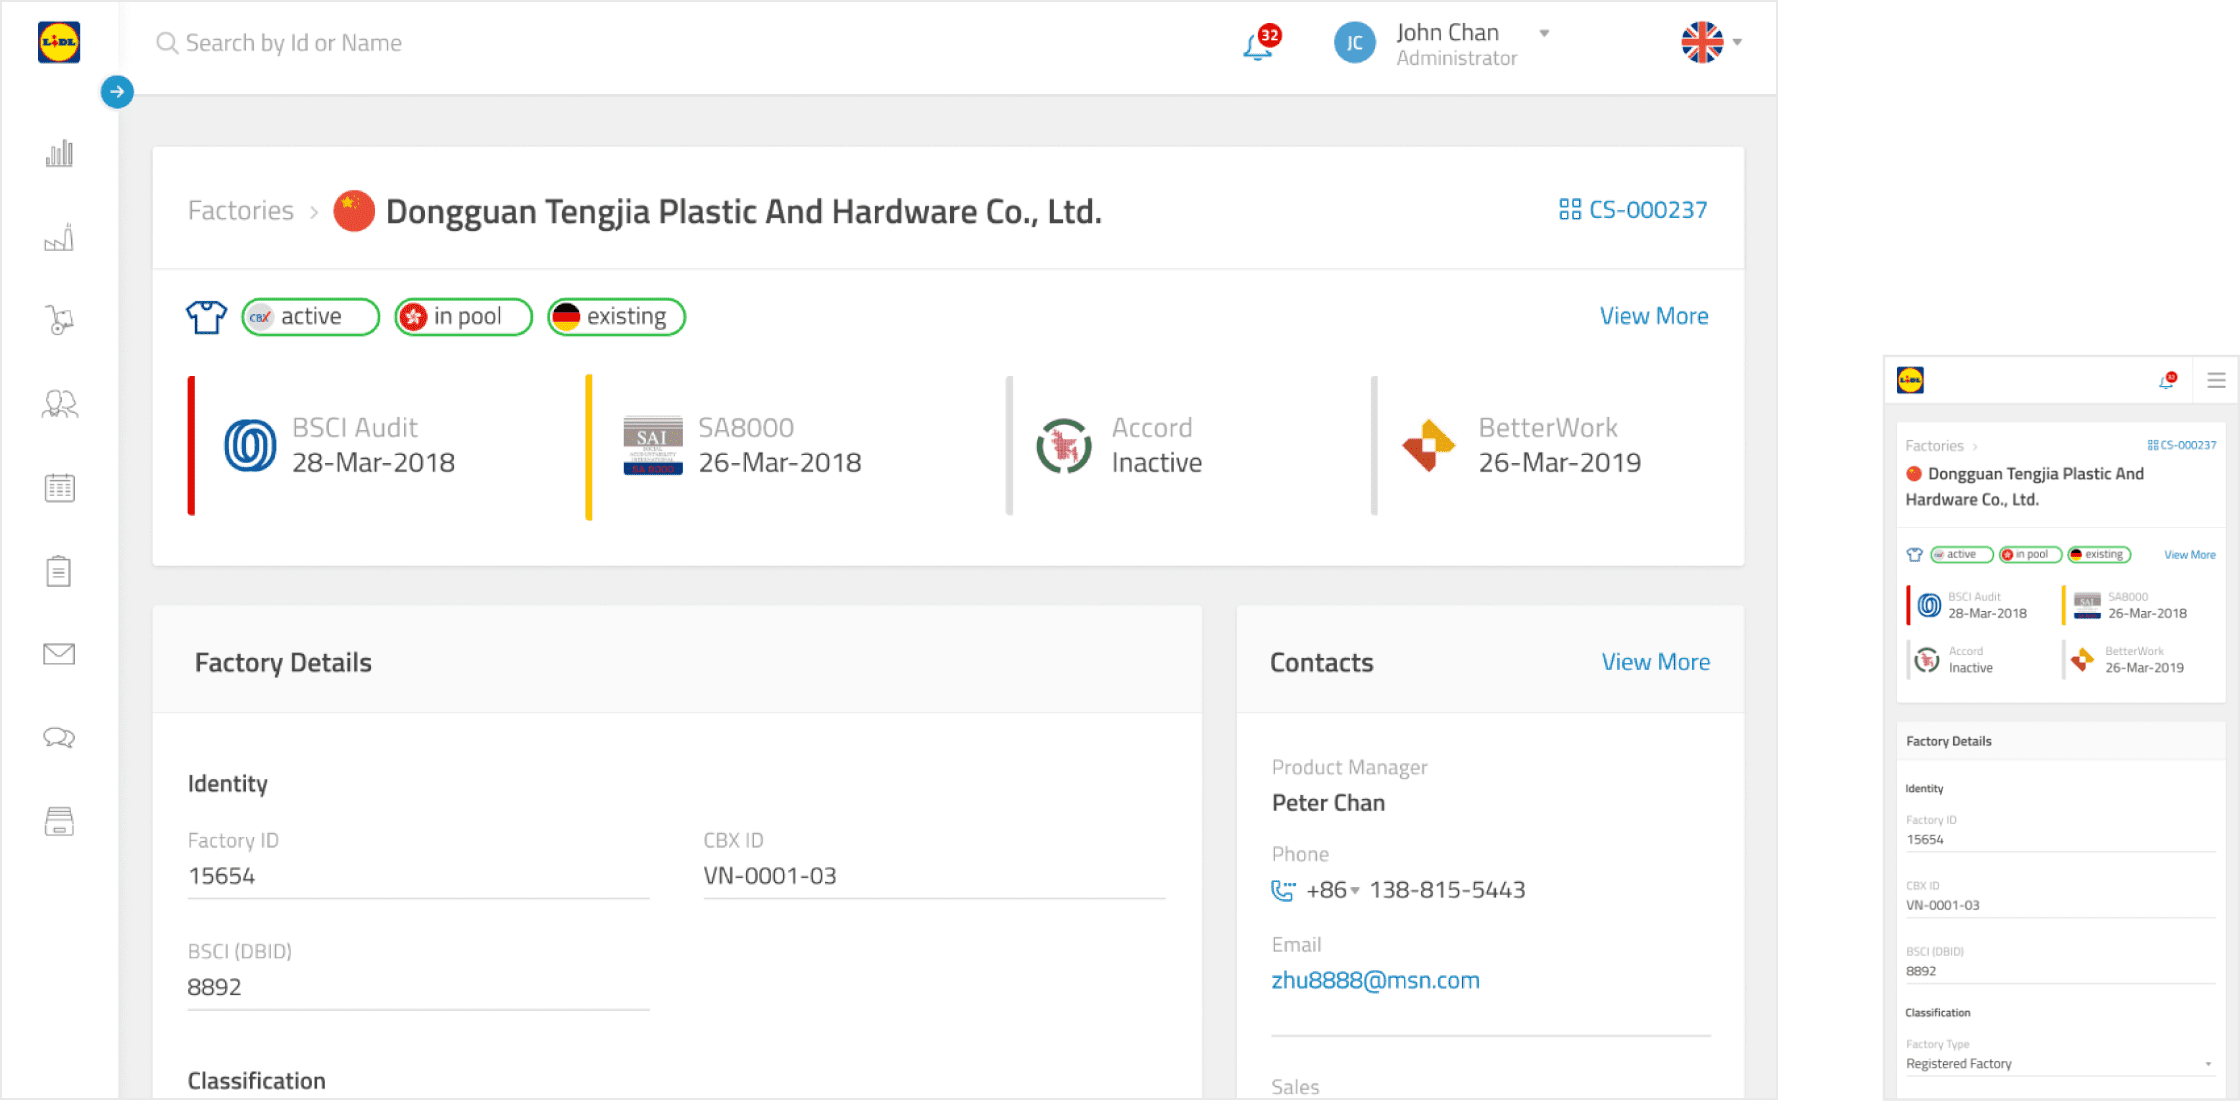 LIDL
Search by Id or Name
32
JC
John Chan
Administrator
Factories
Dongguan Tengjia Plastic And Hardware Co., Ltd.
CS-000237
CBX active
in pool
existing
View More
BSCI Audit
28-Mar-2018
SAI
SA 8000
SA8000
26-Mar-2018
Accord
Inactive
BetterWork
26-Mar-2019
Factory Details
Identity
Factory ID
15654
CBX ID
VN-0001-03
BSCI (DBID)
8892
Classification
Contacts
View More
Product Manager
Peter Chan
Phone
+86 138-815-5443
Email
zhu8888@msn.com
Sales
LIDL
Factories
CS-000237
Dongguan Tengjia Plastic And
Hardware Co., Ltd.
active
in pool
existing
View More
BSCI Audit
28-Mar-2018
SAI
SA8000
26-Mar-2018
Accord
Inactive
BetterWork
26-Mar-2019
Factory Details
Identity
Factory ID
15654
CBX ID
VN-0001-03
BSCI (DBID)
8892
Classification
Factory Type
Registered Factory